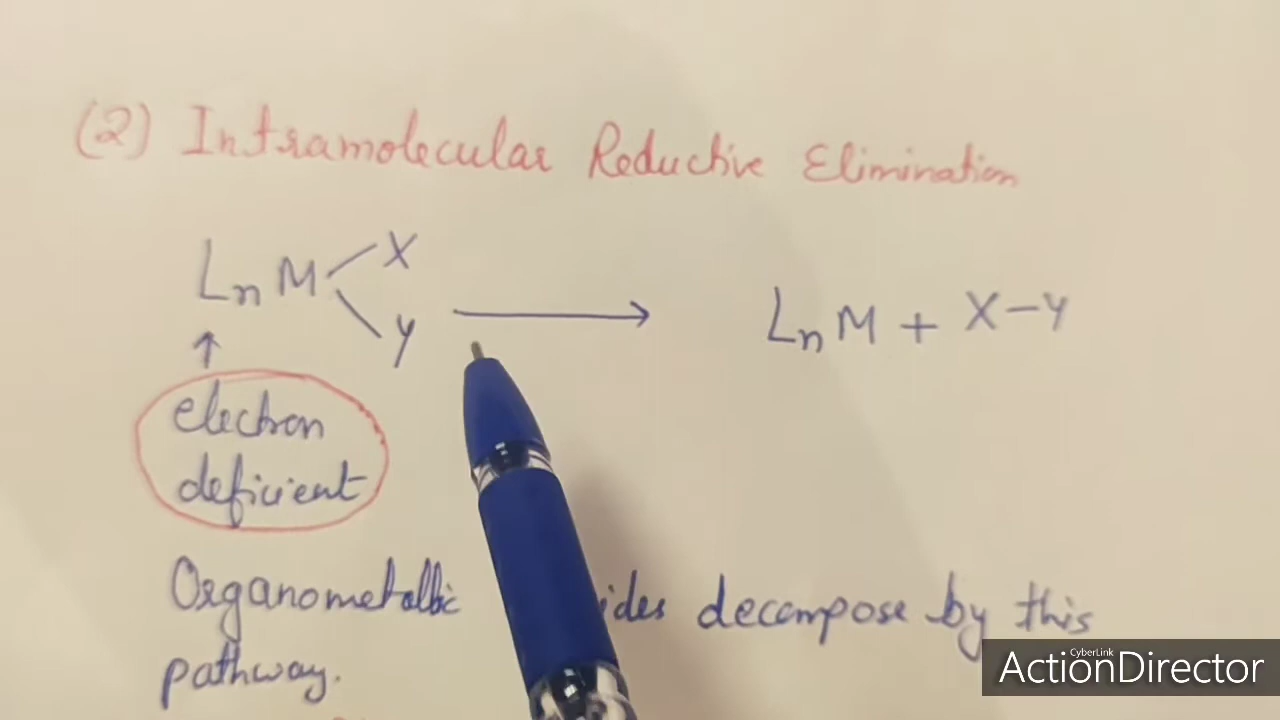 (2) Intramolecular Reductive Elimination
X
LnM → LnM + X-Y
Y
↑
electron
deficient
Organometallic ides decompose by this
pathway.
CyberLink
ActionDirector